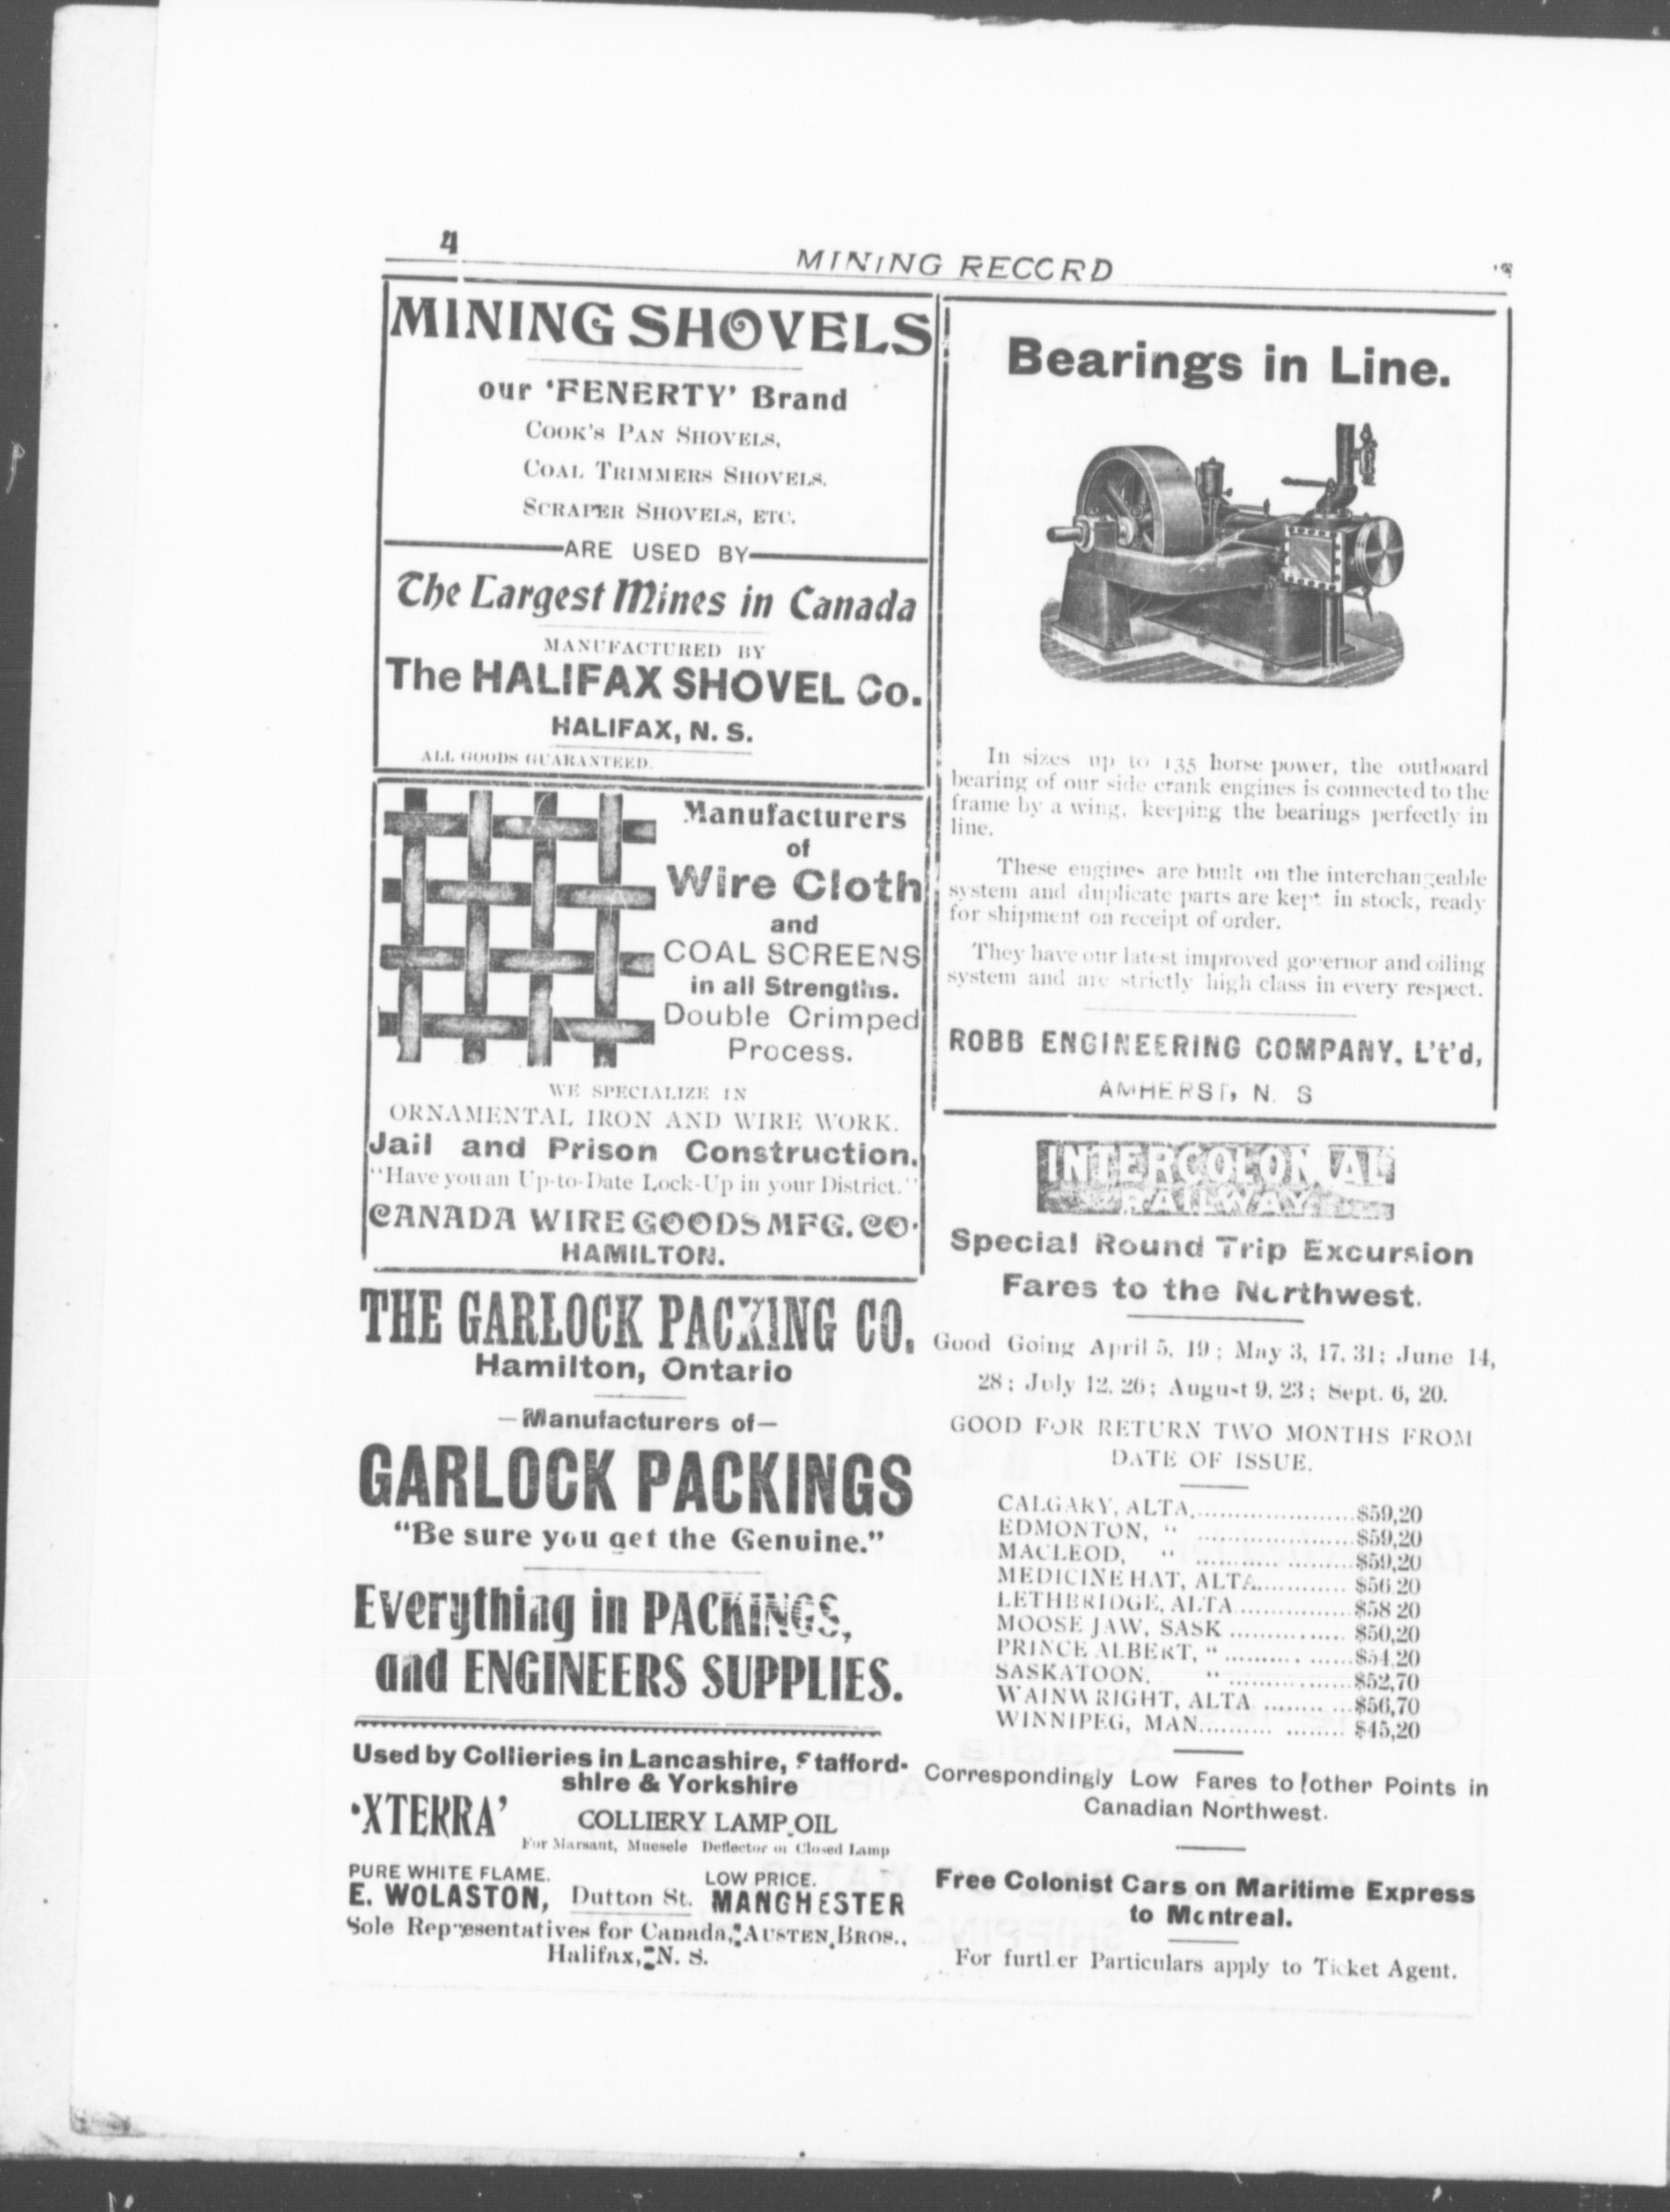 4
MINING RECORD
MINING SHOVELS
our 'FENERTY' Brand
COOK'S PAN SHOVELS,
COAL TRIMMERS SHOVELS.
SCRAPER SHOVELS, ETC.
ARE USED BY
The Largest Mines in Canada
MANUFACTURED BY
The HALIFAX SHOVEL Co.
HALIFAX, N. S.
ALL GOODS GUARANTEED.
Manufacturers
of
Wire Cloth
and
COAL SCREENS
in all Strengths.
Double Crimped
Process.
WE SPECIALIZE IN
ORNAMENTAL IRON AND WIRE WORK.
Jail and Prison Construction.
"Have you an Up-to-Date Lock-Up in your District."
CANADA WIRE GOODS MFG. CO.
HAMILTON.
THE GARLOCK PACKING CO.
Hamilton, Ontario
—Manufacturers of—
GARLOCK PACKINGS
"Be sure you get the Genuine."
Everything in PACKINGS,
and ENGINEERS SUPPLIES.
Used by Collieries in Lancashire, Stafford-
shire & Yorkshire
'XTERRA' COLLIERY LAMP OIL
For Marsaut, Muesele Deflector or Closed Lamp
PURE WHITE FLAME. LOW PRICE.
E. WOLASTON, Dutton St. MANCHESTER
Sole Representatives for Canada, AUSTEN BROS.,
Halifax, N. S.
Bearings in Line.
In sizes up to 135 horse power, the outboard
bearing of our side crank engines is connected to the
frame by a wing, keeping the bearings perfectly in
line.
These engines are built on the interchangeable
system and duplicate parts are kept in stock, ready
for shipment on receipt of order.
They have our latest improved governor and oiling
system and are strictly high class in every respect.
ROBB ENGINEERING COMPANY, L't'd,
AMHERST, N. S
INTERCOLONIAL
RAILWAY
Special Round Trip Excursion
Fares to the Northwest.
Good Going April 5, 19; May 3, 17, 31; June 14,
28; July 12, 26; August 9, 23; Sept. 6, 20.
GOOD FOR RETURN TWO MONTHS FROM
DATE OF ISSUE.
CALGARY, ALTA. $59,20
EDMONTON, " $59,20
MACLEOD, " $59,20
MEDICINE HAT, ALTA. $56.20
LETHBRIDGE, ALTA $58 20
MOOSE JAW, SASK $50,20
PRINCE ALBERT, " $54.20
SASKATOON, " $52,70
WAINWRIGHT, ALTA $56,70
WINNIPEG, MAN $45,20
Correspondingly Low Fares to other Points in
Canadian Northwest.
Free Colonist Cars on Maritime Express
to Montreal.
For further Particulars apply to Ticket Agent.